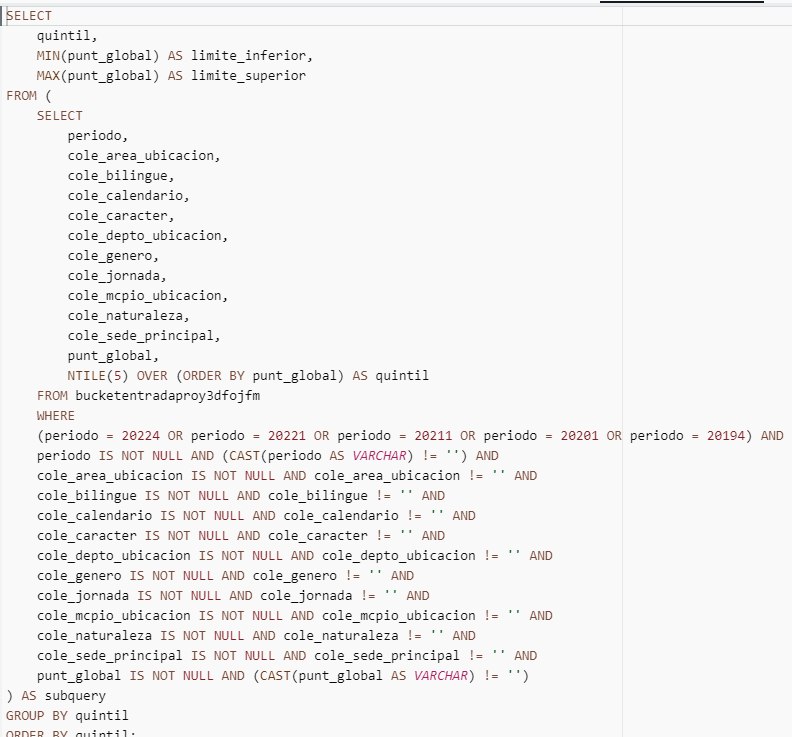 SELECT
    quintil,
    MIN(punt_global) AS limite_inferior,
    MAX(punt_global) AS limite_superior
FROM (
    SELECT
        periodo,
        cole_area_ubicacion,
        cole_bilingue,
        cole_calendario,
        cole_caracter,
        cole_depto_ubicacion,
        cole_genero,
        cole_jornada,
        cole_mcpio_ubicacion,
        cole_naturaleza,
        cole_sede_principal,
        punt_global,
        NTILE(5) OVER (ORDER BY punt_global) AS quintil
    FROM bucketentradaproy3dfojfm
    WHERE
    (periodo = 20224 OR periodo = 20221 OR periodo = 20211 OR periodo = 20201 OR periodo = 20194) AND
    periodo IS NOT NULL AND (CAST(periodo AS VARCHAR) != '') AND
    cole_area_ubicacion IS NOT NULL AND cole_area_ubicacion != '' AND
    cole_bilingue IS NOT NULL AND cole_bilingue != '' AND
    cole_calendario IS NOT NULL AND cole_calendario != '' AND
    cole_caracter IS NOT NULL AND cole_caracter != '' AND
    cole_depto_ubicacion IS NOT NULL AND cole_depto_ubicacion != '' AND
    cole_genero IS NOT NULL AND cole_genero != '' AND
    cole_jornada IS NOT NULL AND cole_jornada != '' AND
    cole_mcpio_ubicacion IS NOT NULL AND cole_mcpio_ubicacion != '' AND
    cole_naturaleza IS NOT NULL AND cole_naturaleza != '' AND
    cole_sede_principal IS NOT NULL AND cole_sede_principal != '' AND
    punt_global IS NOT NULL AND (CAST(punt_global AS VARCHAR) != '')
) AS subquery
GROUP BY quintil
ORDER BY quintil;